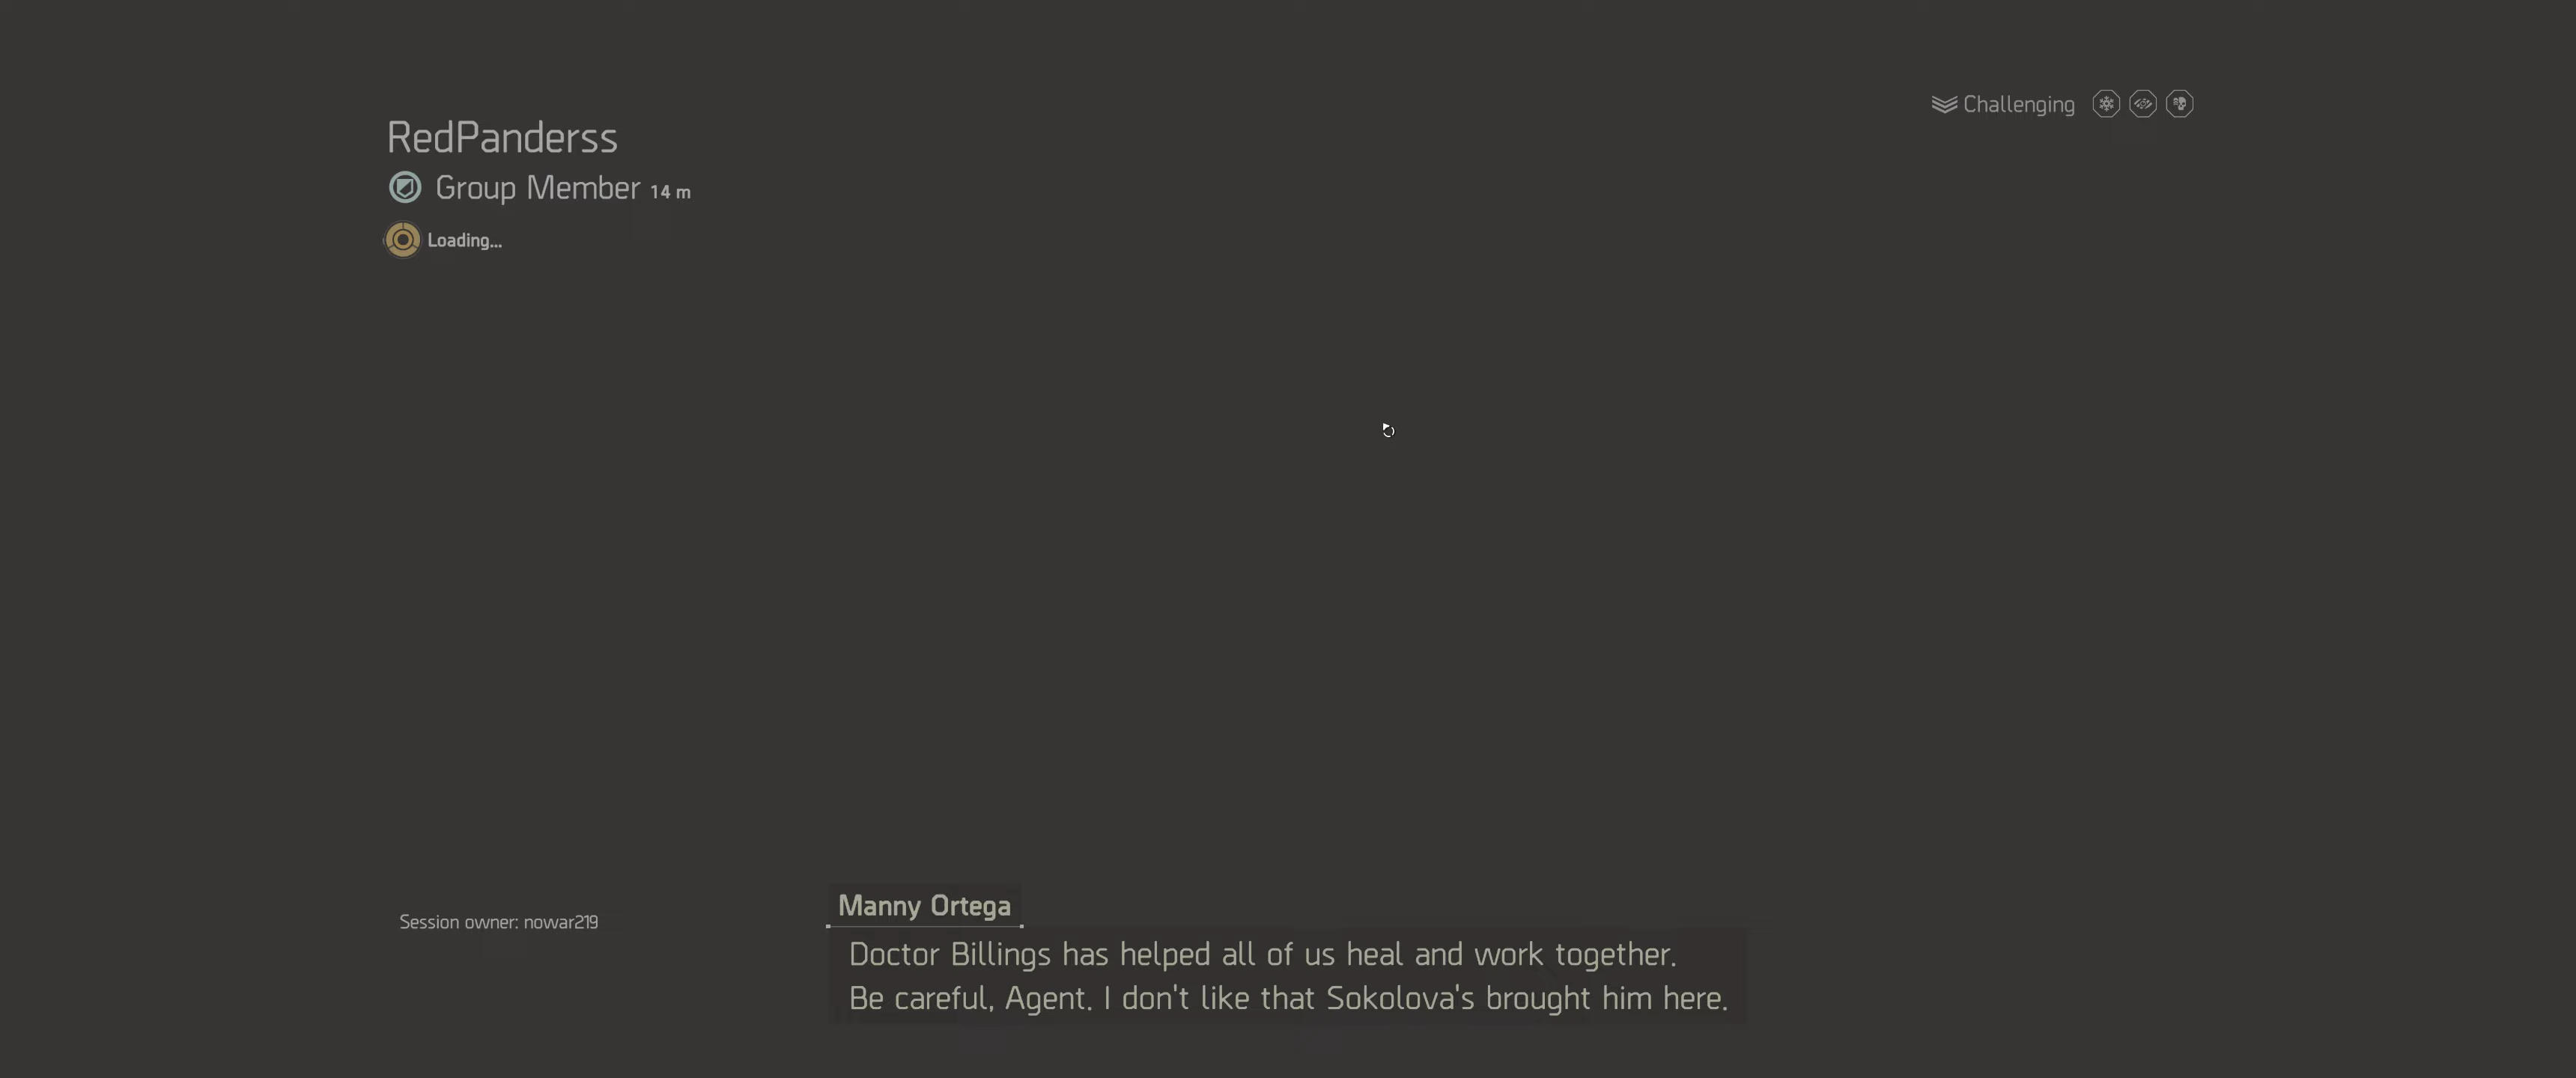 RedPanderss
Group Member 14 m
Loading...
Challenging
Session owner: nowar219
Manny Ortega
Doctor Billings has helped all of us heal and work together.
Be careful, Agent. I don't like that Sokolova's brought him here.